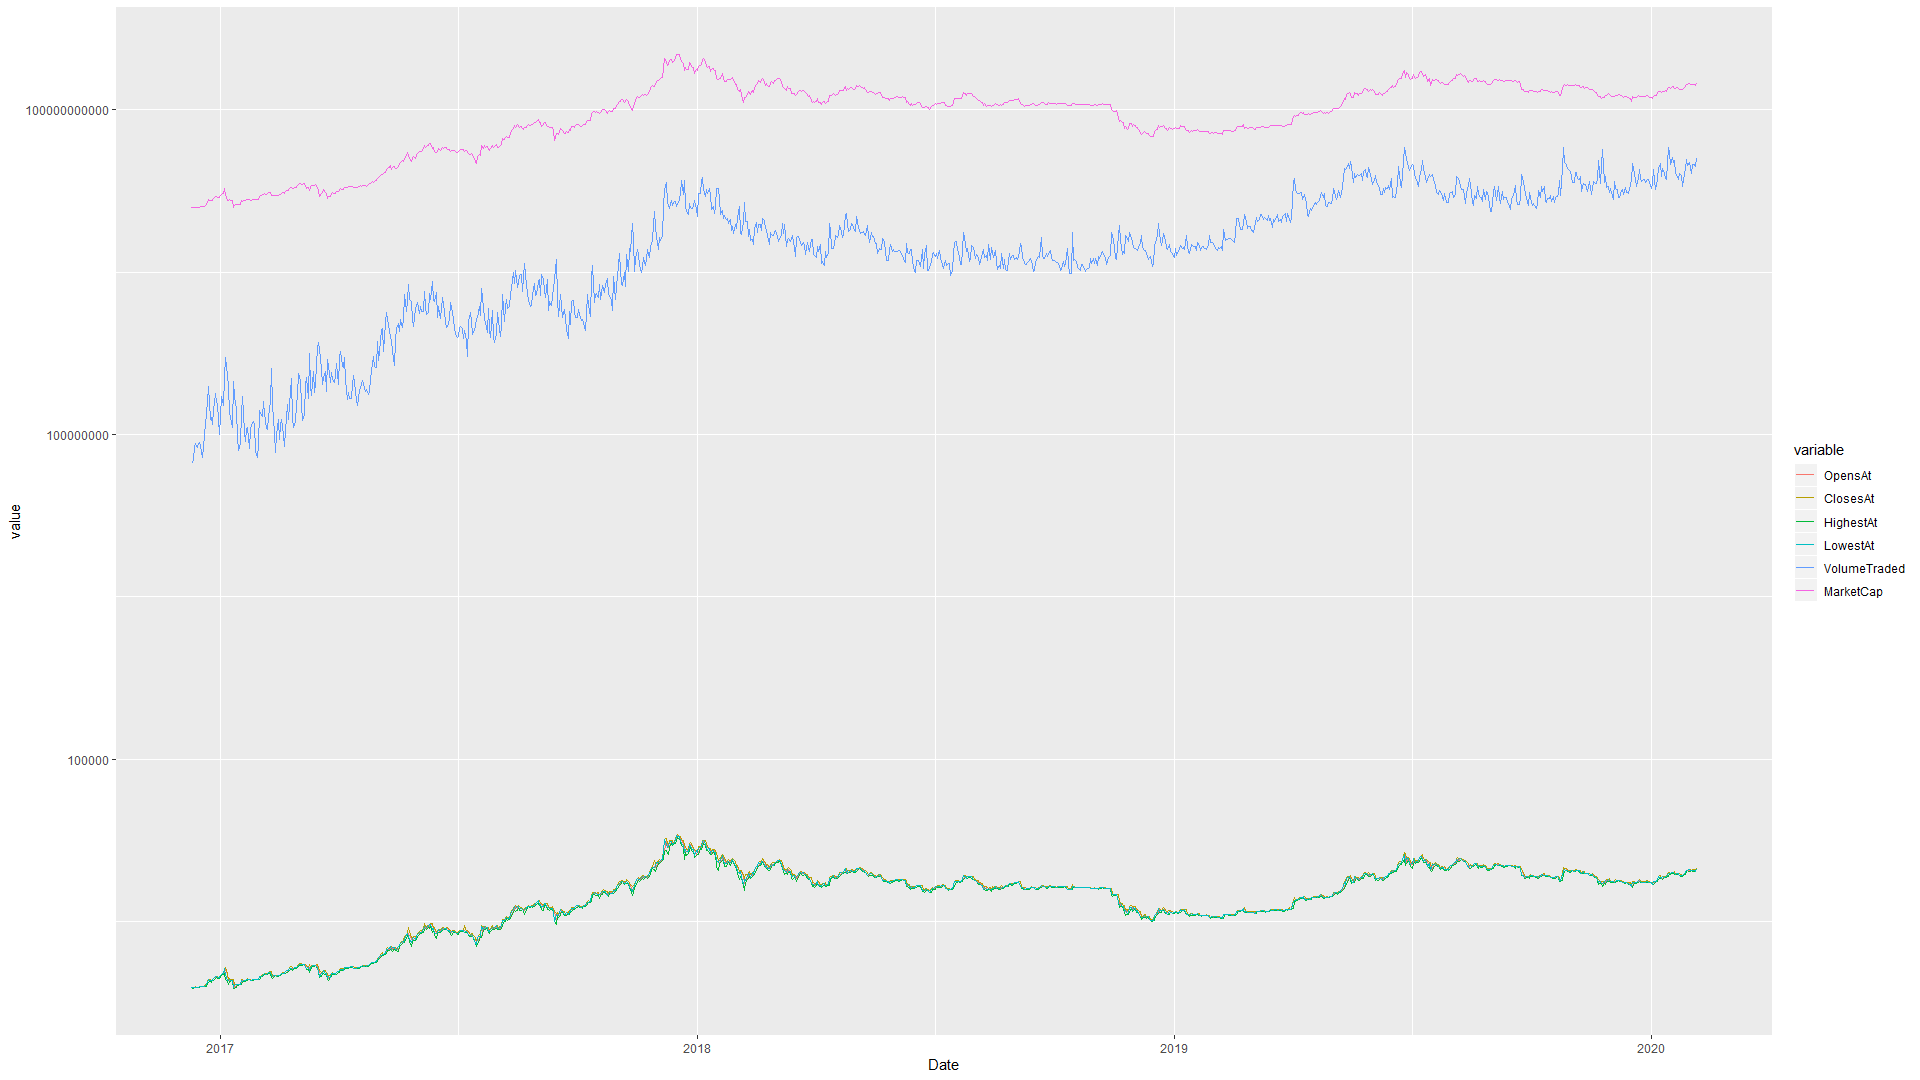 100000000000
100000000
100000
value
2017
2018
2019
2020
Date
variable
OpensAt
ClosesAt
HighestAt
LowestAt
VolumeTraded
MarketCap